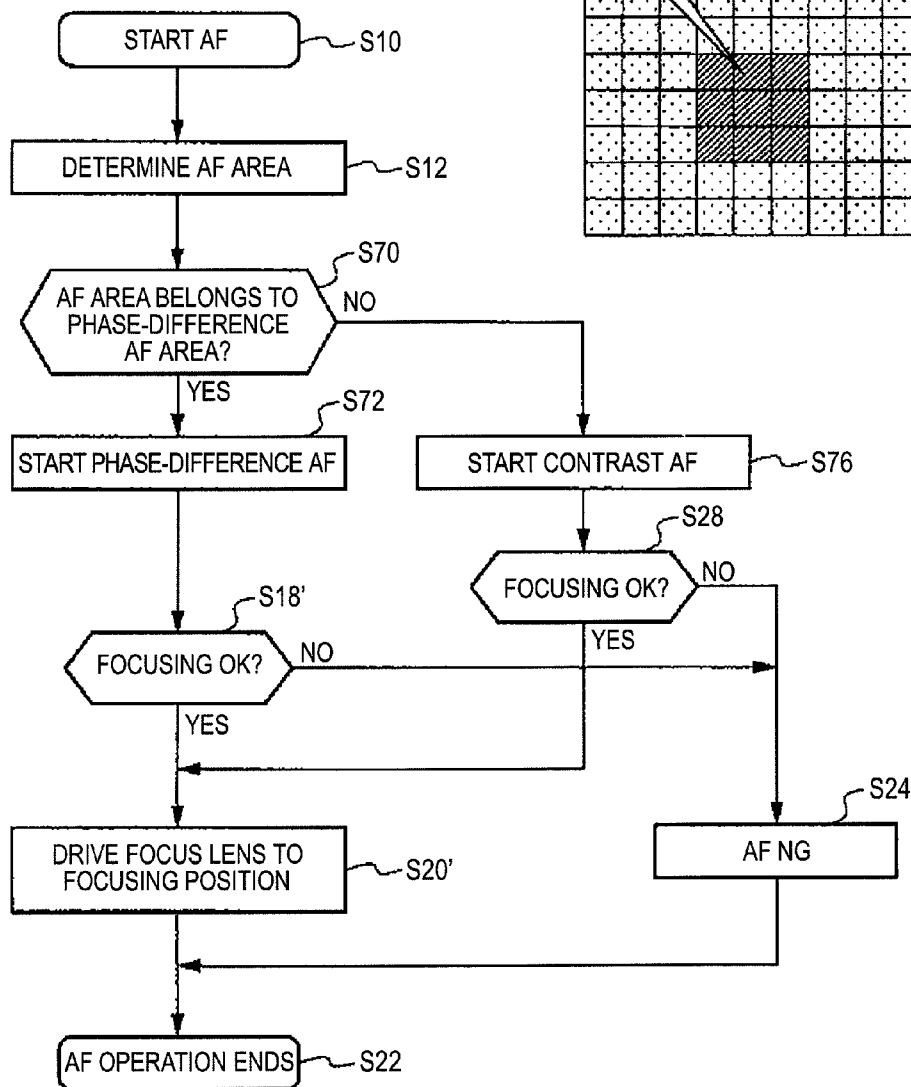 START AF
S10
DETERMINE AF AREA
S12
S70
AF AREA BELONGS TO
PHASE-DIFFERENCE
AF AREA?
NO
YES
S72
START PHASE-DIFFERENCE AF
START CONTRAST AF
S76
S28
FOCUSING OK?
NO
YES
S18'
FOCUSING OK?
NO
YES
S24
DRIVE FOCUS LENS TO
FOCUSING POSITION
S20'
AF NG
AF OPERATION ENDS
S22